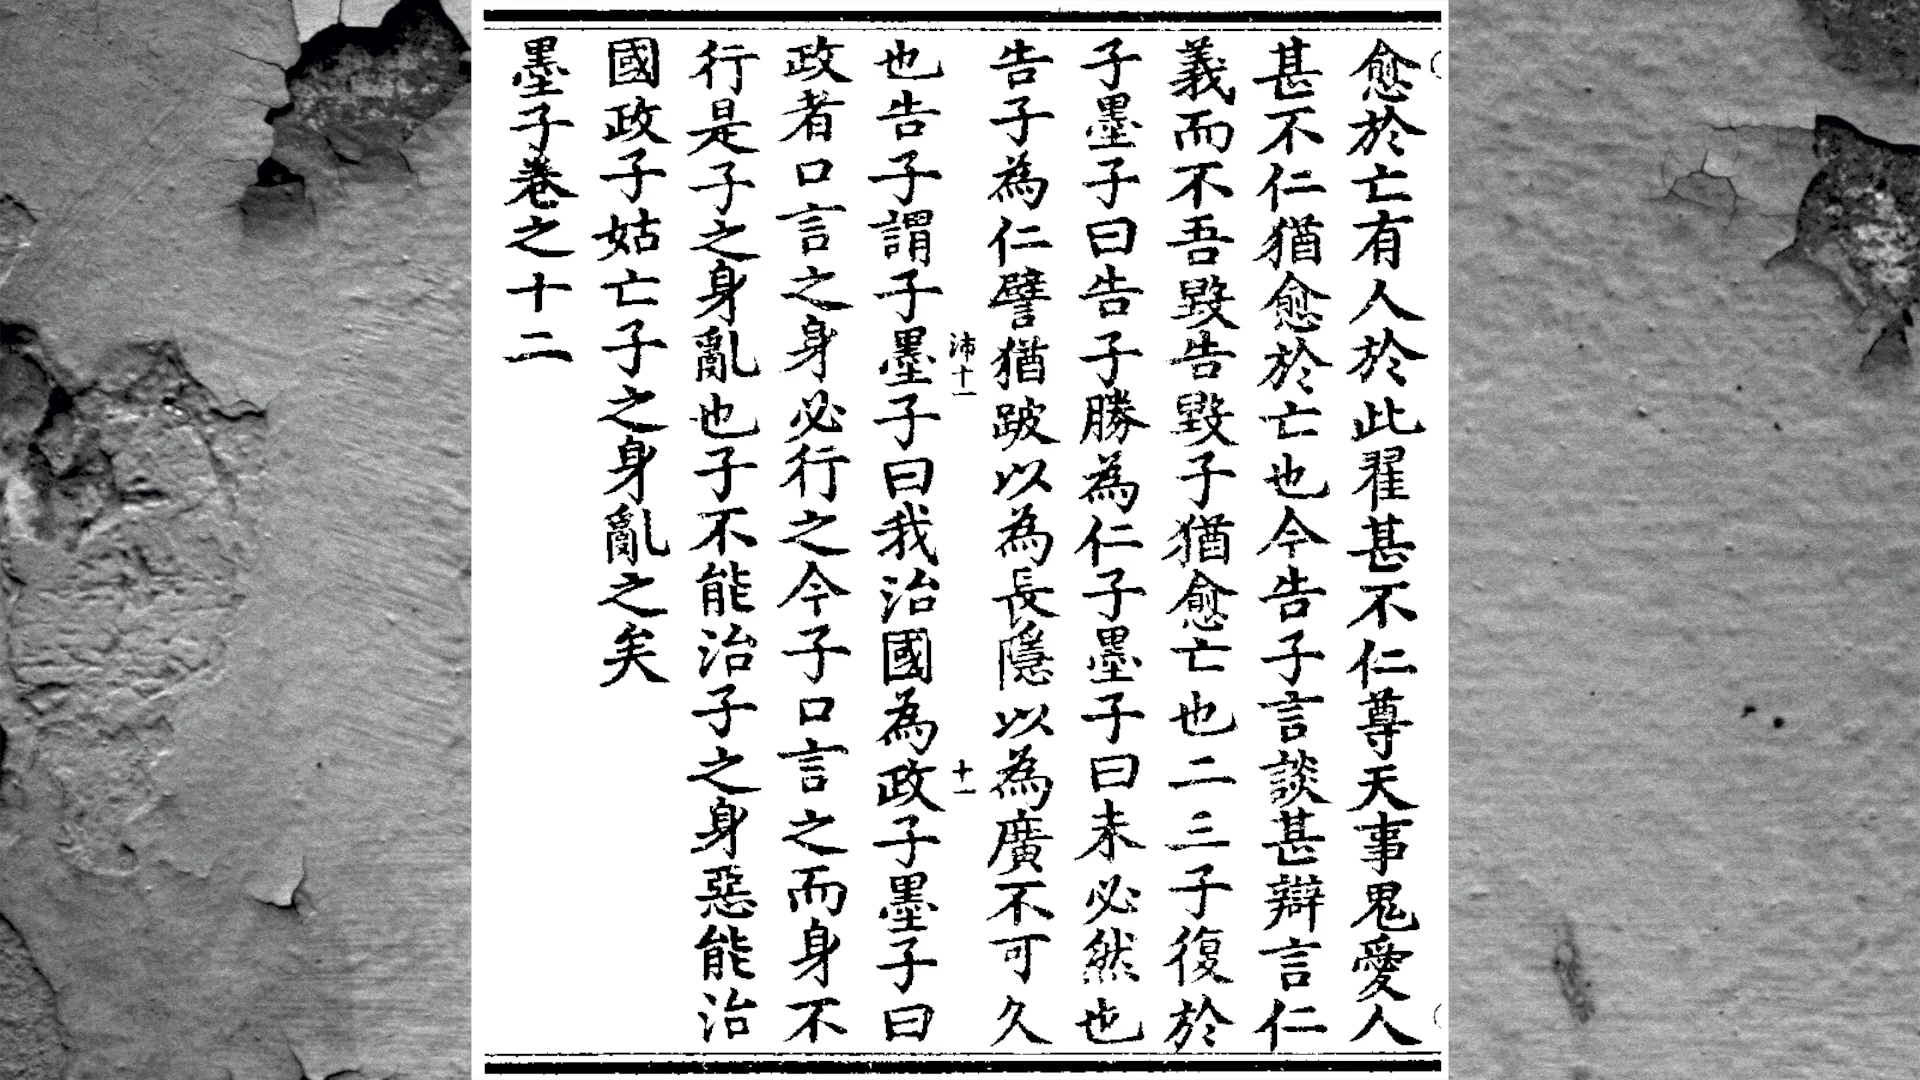 愈於亡有人於此翟甚不仁尊天事鬼愛人
甚不仁猶愈於亡也今告子言談甚辯言仁
義而不吾毀告毀子猶愈亡也二三子復於
子墨子曰告子勝為仁子墨子曰未必然也
告子為仁譬猶跛以為長隱以為廣不可久
沛十一 十一
也告子謂子墨子曰我治國為政子墨子曰
政者口言之身必行之今子口言之而身不
行是子之身亂也子不能治子之身惡能治
國政子姑亡子之身亂之矣
墨子卷之十二